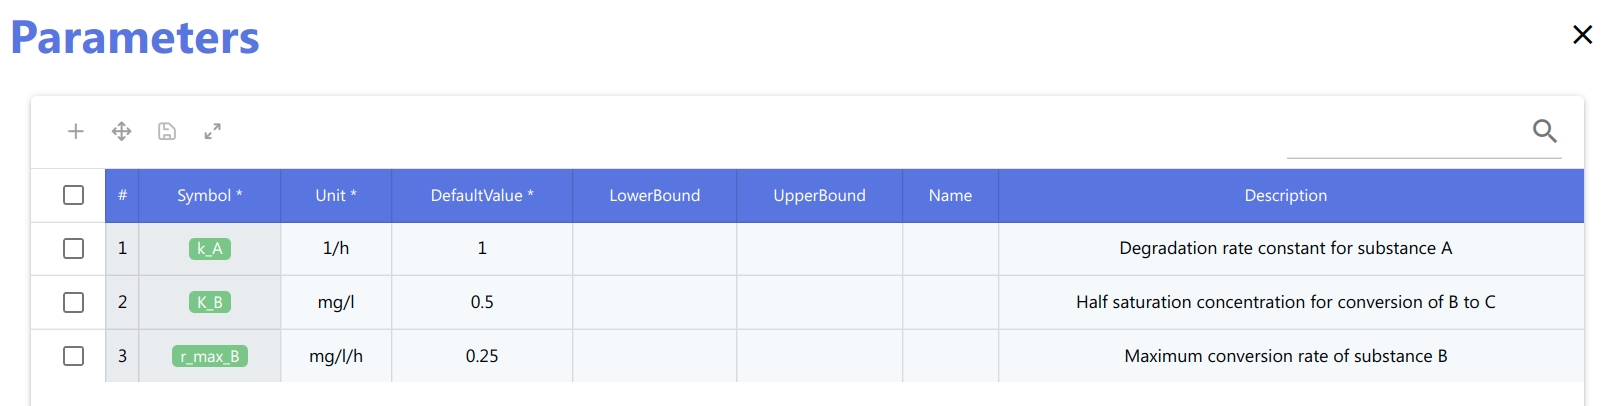 Parameters
# Symbol * Unit * DefaultValue * LowerBound UpperBound Name Description
1 k_A 1/h 1 Degradation rate constant for substance A
2 K_B mg/l 0.5 Half saturation concentration for conversion of B to C
3 r_max_B mg/l/h 0.25 Maximum conversion rate of substance B